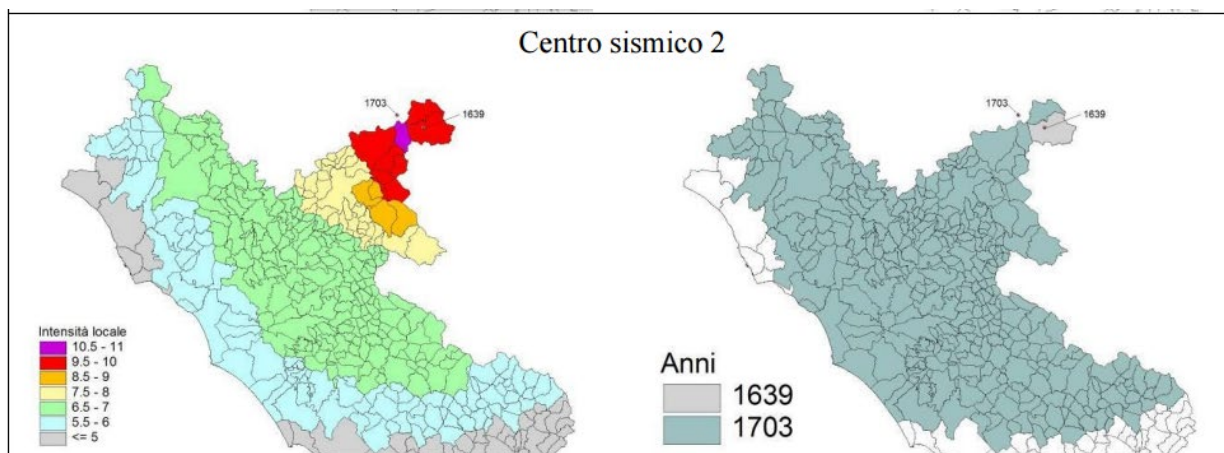 Centro sismico 2
1703
1639
Intensità locale
10.5 - 11
9.5 - 10
8.5 - 9
7.5 - 8
6.5 - 7
5.5 - 6
<= 5
1703
1639
Anni
1639
1703